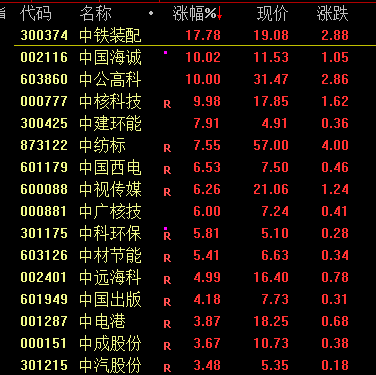 代码 名称 • 涨幅% 现价 涨跌
300374 中铁装配 17.78 19.08 2.88
002116 中国海诚 10.02 11.53 1.05
603860 中公高科 10.00 31.47 2.86
000777 中核科技 R 9.98 17.85 1.62
300425 中建环能 7.91 4.91 0.36
873122 中纺标 R 7.55 57.00 4.00
601179 中国西电 R 6.53 7.50 0.46
600088 中视传媒 R 6.26 21.06 1.24
000881 中广核技 6.00 7.24 0.41
301175 中科环保 R 5.81 5.10 0.28
603126 中材节能 R 5.41 6.63 0.34
002401 中远海科 R 4.99 16.40 0.78
601949 中国出版 R 4.18 7.73 0.31
001287 中电港 R 3.87 18.25 0.68
000151 中成股份 R 3.67 10.73 0.38
301215 中汽股份 R 3.48 5.35 0.18